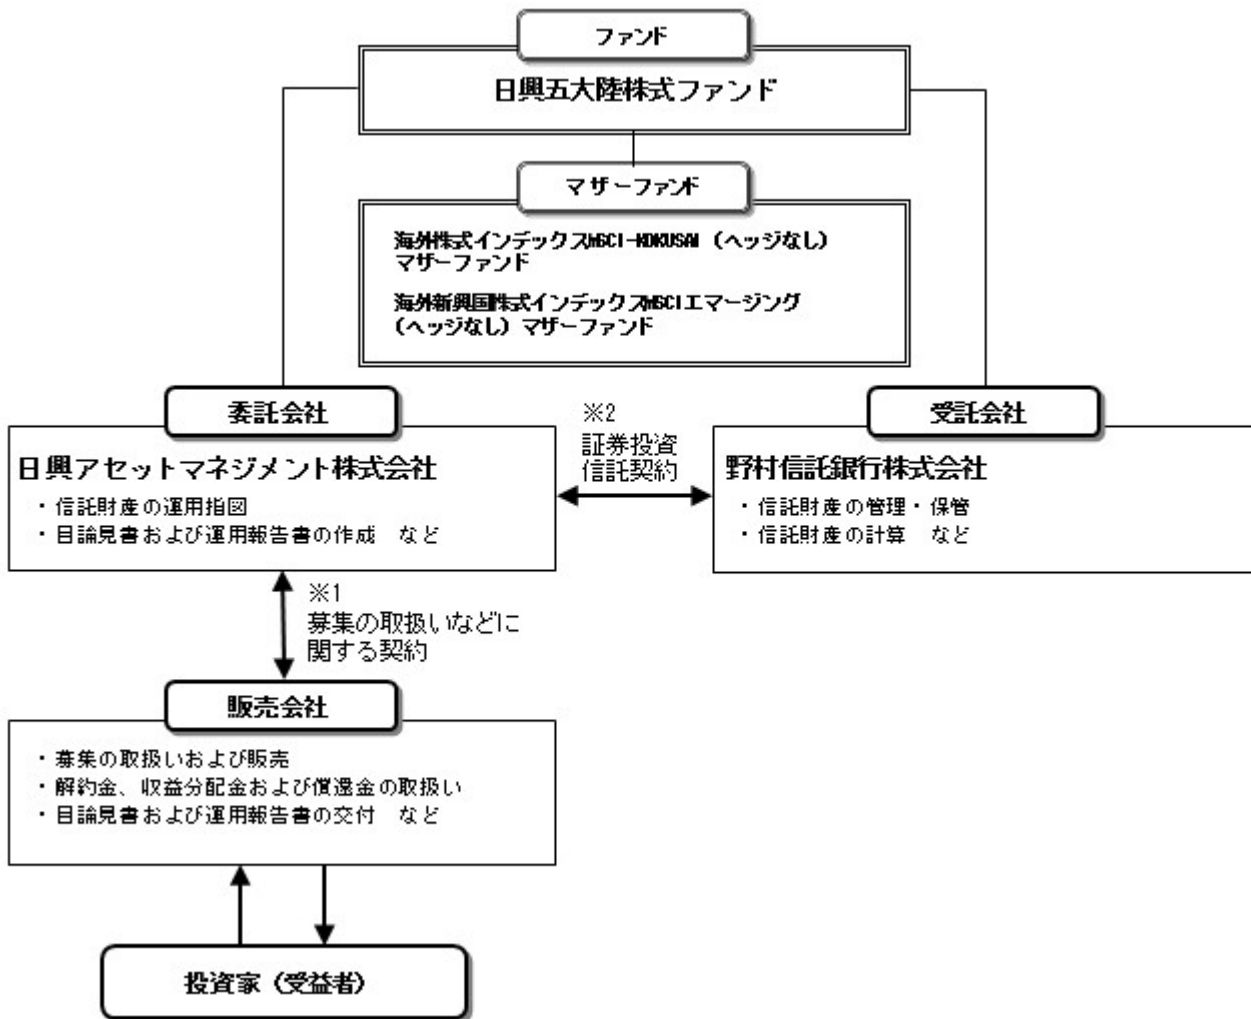 ファンド
日興五大陸株式ファンド
マザーファンド
海外株式インデックスMSCI-KOKUSAI（ヘッジなし）
マザーファンド
海外新興国株式インデックスMSCIエマージング
（ヘッジなし）マザーファンド
委託会社
日興アセットマネジメント株式会社
・信託財産の運用指図
・目論見書および運用報告書の作成　など
※2
証券投資
信託契約
受託会社
野村信託銀行株式会社
・信託財産の管理・保管
・信託財産の計算　など
※1
募集の取扱いなどに
関する契約
販売会社
・募集の取扱いおよび販売
・解約金、収益分配金および償還金の取扱い
・目論見書および運用報告書の交付　など
投資家（受益者）